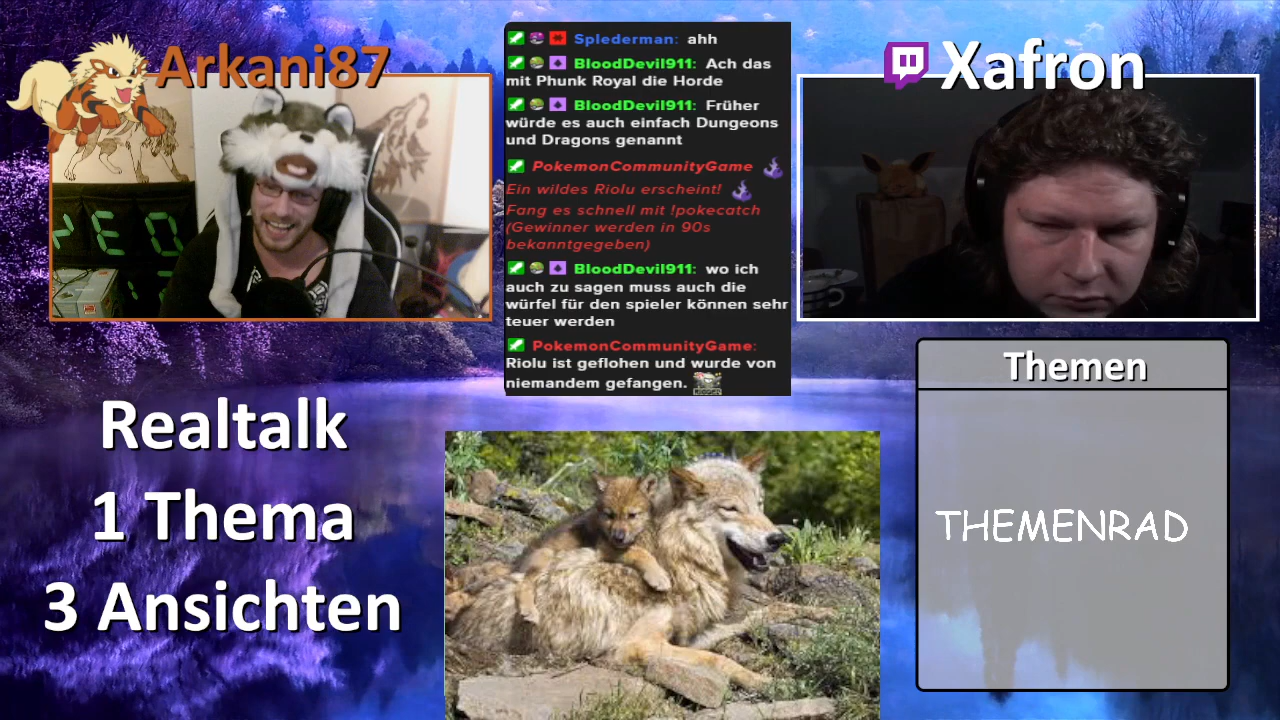 Arkani87
Spiederman: ahh
BloodDevil911: Ach das
mit Phunk Royal die Horde
BloodDevil911: Früher
würde es auch einfach Dungeons
und Dragons genannt
PokemonCommunityGame
Ein wildes Riolu erscheint!
Fang es schnell mit !pokecatch
(Gewinner werden in 90s
bekanntgegeben)
BloodDevil911: wo ich
auch zu sagen muss auch die
würfel für den spieler können sehr
teuer werden
PokemonCommunityGame:
Riolu ist geflohen und wurde von
niemandem gefangen.
Xafron
Realtalk
1 Thema
3 Ansichten
Themen
THEMENRAD